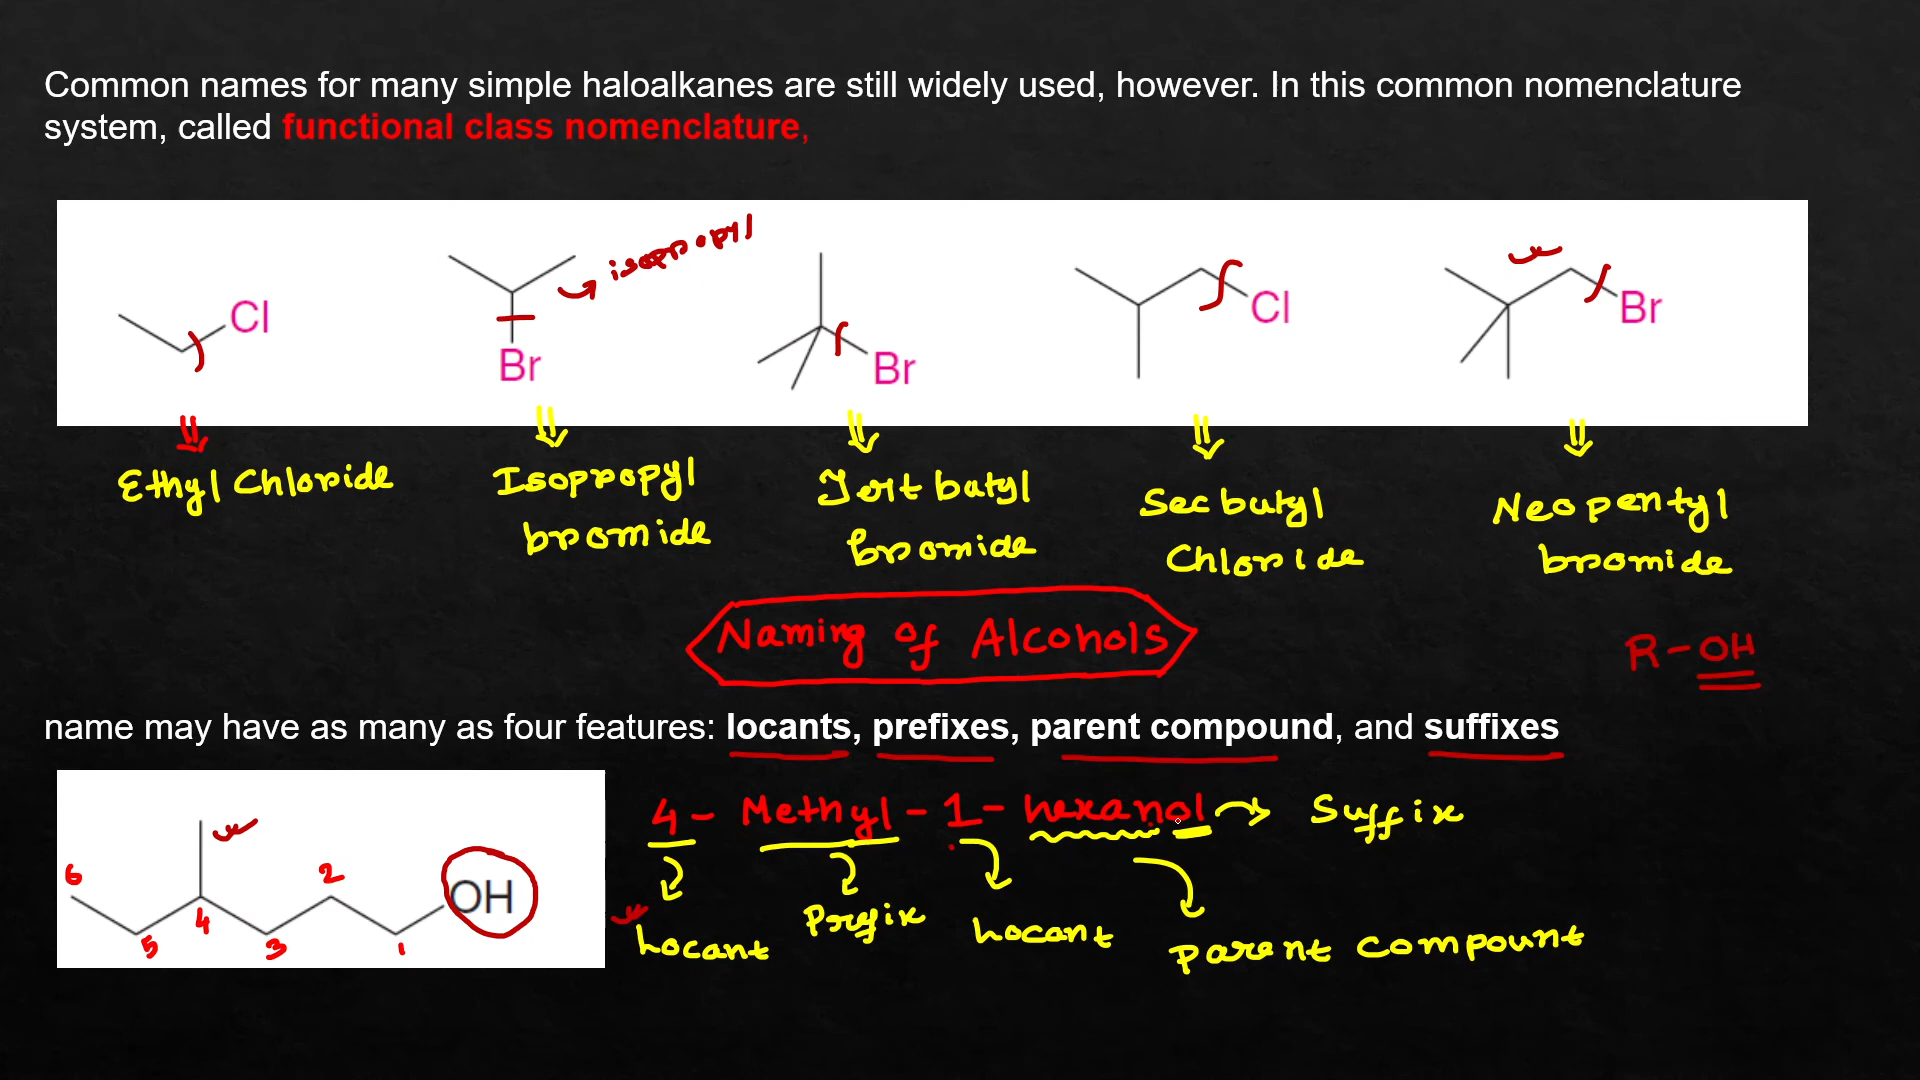 Common names for many simple haloalkanes are still widely used, however. In this common nomenclature
system, called functional class nomenclature,
isopropyl
Cl
Br
Br
Cl
Br
Ethyl Chloride
Isopropyl
bromide
Tert butyl
bromide
Sec butyl
Chloride
Neopentyl
bromide
Naming of Alcohols
R-OH
name may have as many as four features: locants, prefixes, parent compound, and suffixes
4- Methyl-1-hexanol
Suffix
6
2
OH
5
4
3
1
Locant
Prefix
Locant
parent compount